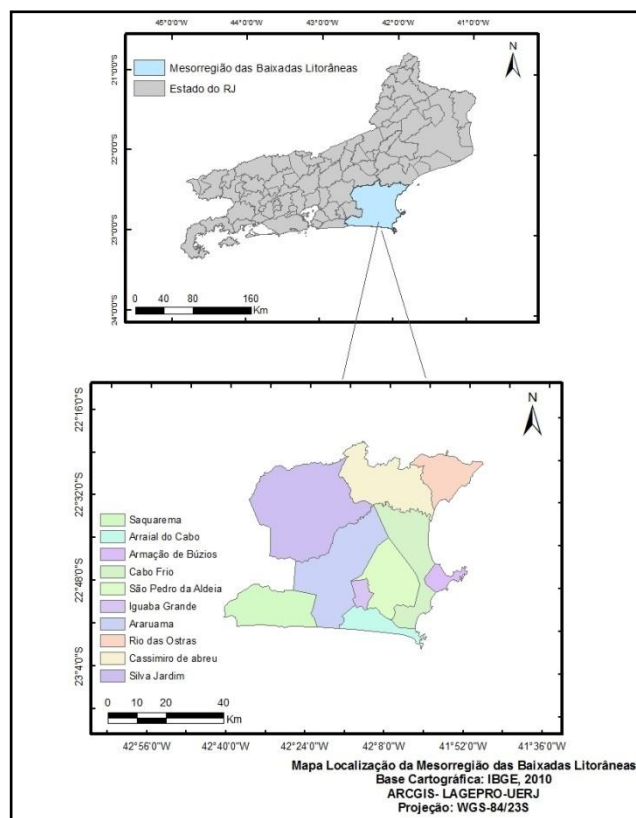 45°0'0"W 44°0'0"W 43°0'0"W 42°0'0"W 41°0'0"W
N
Mesorregião das Baixadas Litorâneas
Estado do RJ
21°0'0"S
22°0'0"S
23°0'0"S
24°0'0"S
0 40 80 160
Km
22°16'0"S
22°32'0"S
22°48'0"S
23°4'0"S
N
Saquarema
Arraial do Cabo
Armação de Búzios
Cabo Frio
São Pedro da Aldeia
Iguaba Grande
Araruama
Rio das Ostras
Cassimiro de abreu
Silva Jardim
0 10 20 40
Km
42°56'0"W 42°40'0"W 42°24'0"W 42°8'0"W 41°52'0"W 41°36'0"W
Mapa Localização da Mesorregião das Baixadas Litorâneas
Base Cartográfica: IBGE, 2010
ARCGIS- LAGEPRO-UERJ
Projeção: WGS-84/23S